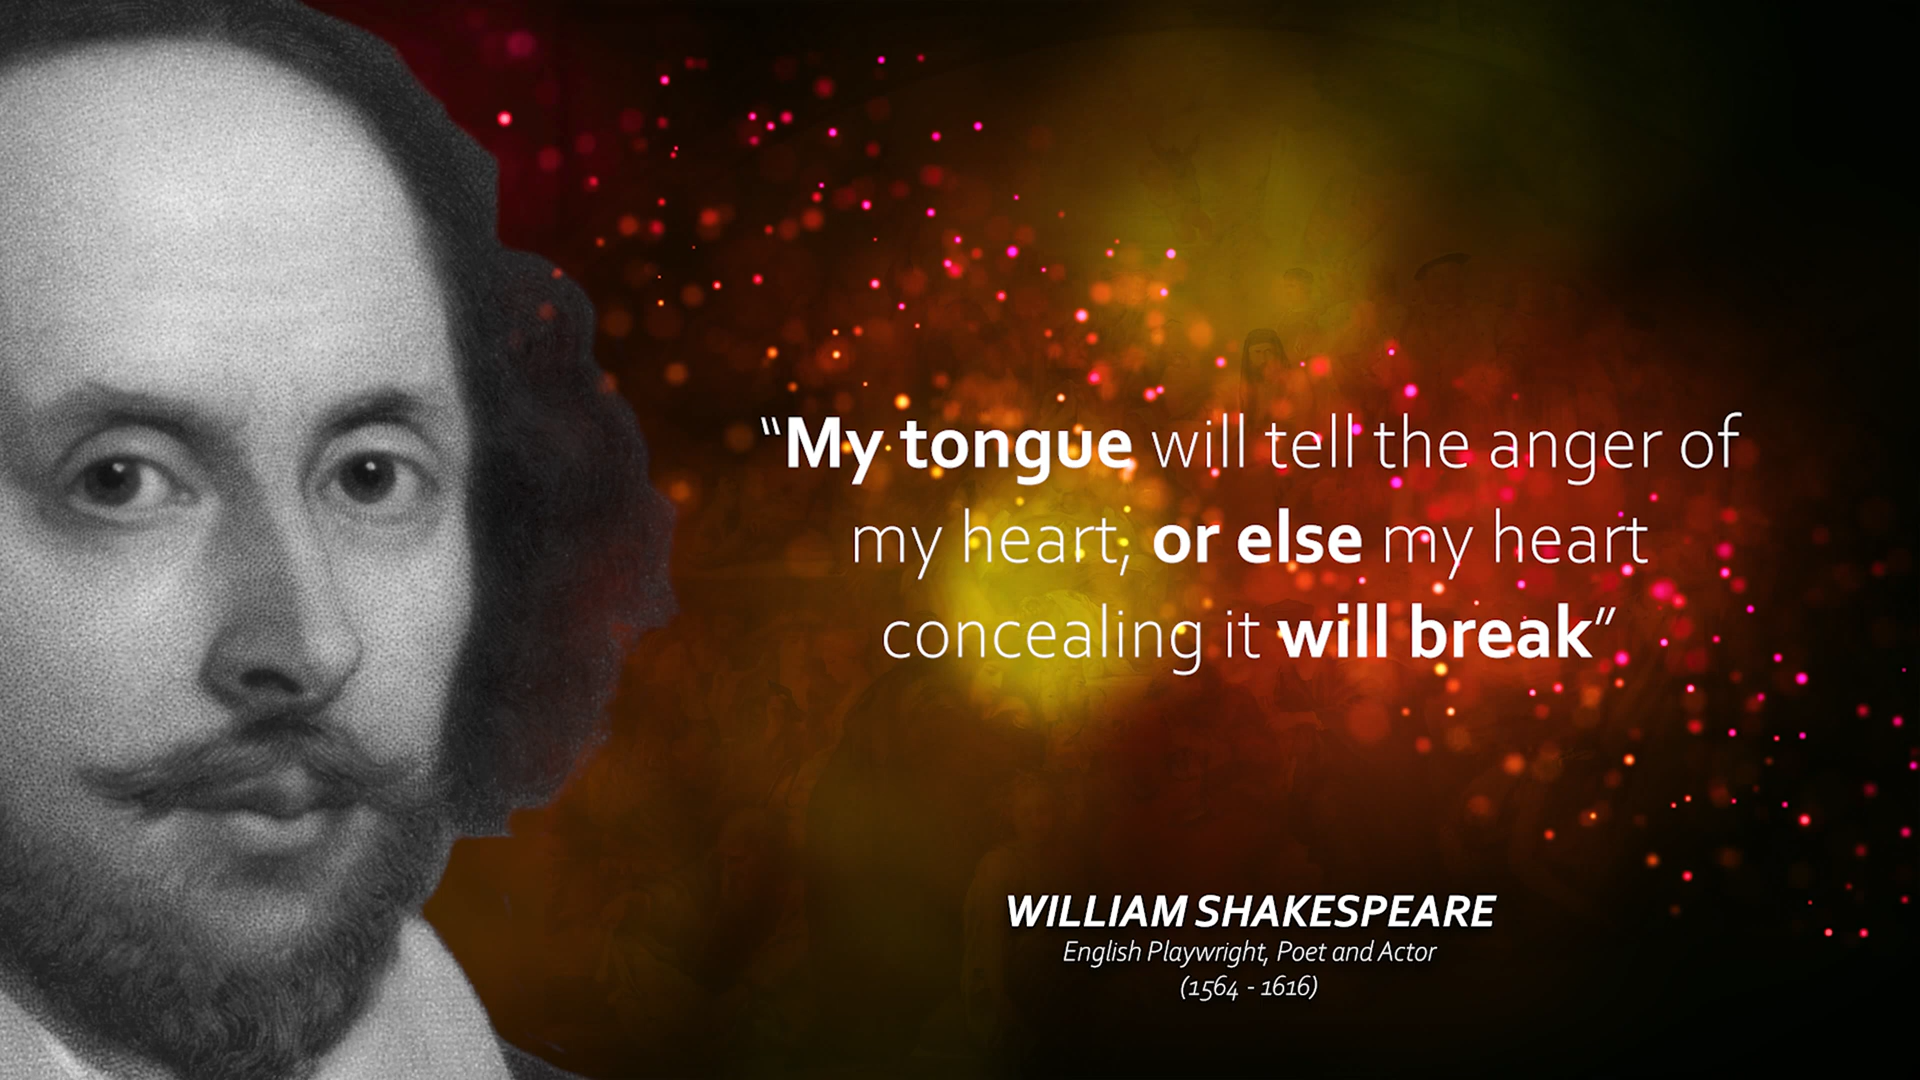 “My tongue will tell the anger of
my heart, or else my heart
concealing it will break”
WILLIAM SHAKESPEARE
English Playwright, Poet and Actor
(1564 - 1616)